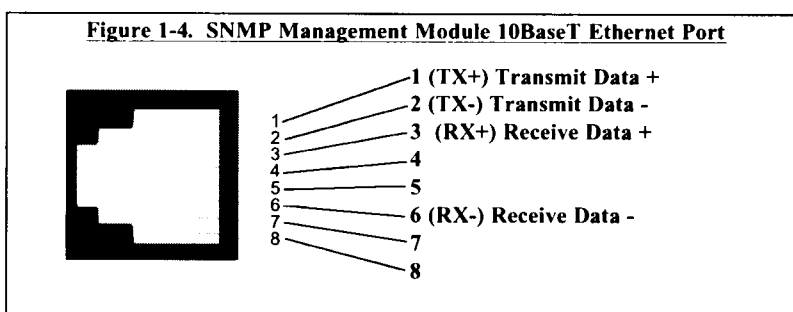 Figure 1-4. SNMP Management Module 10BaseT Ethernet Port
1 1 (TX+) Transmit Data +
2 2 (TX-) Transmit Data -
3 3 (RX+) Receive Data +
4 4
5 5
6 6 (RX-) Receive Data -
7 7
8 8